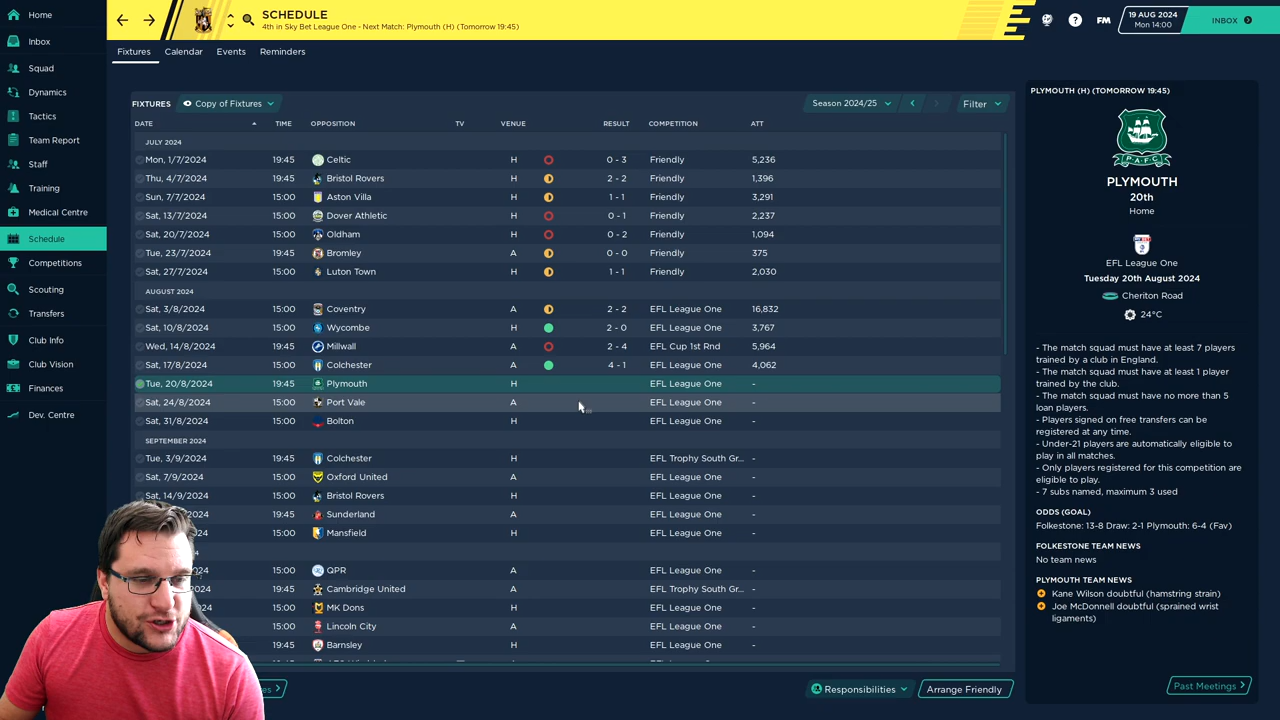 Home
Inbox
Squad
Dynamics
Tactics
Team Report
Staff
Training
Medical Centre
Schedule
Competitions
Scouting
Transfers
Club Info
Club Vision
Finances
Dev. Centre
SCHEDULE
4th in Sky Bet League One - Next Match: Plymouth (H) (Tomorrow 19:45)
FM
19 AUG 2024
Mon 14:00
INBOX
Fixtures Calendar Events Reminders
FIXTURES Copy of Fixtures Season 2024/25 Filter
DATE TIME OPPOSITION TV VENUE RESULT COMPETITION ATT
JULY 2024
Mon, 1/7/2024 19:45 Celtic H 0 - 3 Friendly 5,236
Thu, 4/7/2024 19:45 Bristol Rovers H 2 - 2 Friendly 1,396
Sun, 7/7/2024 15:00 Aston Villa H 1 - 1 Friendly 3,291
Sat, 13/7/2024 15:00 Dover Athletic H 0 - 1 Friendly 2,237
Sat, 20/7/2024 15:00 Oldham H 0 - 2 Friendly 1,094
Tue, 23/7/2024 19:45 Bromley A 0 - 0 Friendly 375
Sat, 27/7/2024 15:00 Luton Town H 1 - 1 Friendly 2,030
AUGUST 2024
Sat, 3/8/2024 15:00 Coventry A 2 - 2 EFL League One 16,832
Sat, 10/8/2024 15:00 Wycombe H 2 - 0 EFL League One 3,767
Wed, 14/8/2024 19:45 Millwall A 2 - 4 EFL Cup 1st Rnd 5,964
Sat, 17/8/2024 15:00 Colchester A 4 - 1 EFL League One 4,062
Tue, 20/8/2024 19:45 Plymouth H EFL League One -
Sat, 24/8/2024 15:00 Port Vale A EFL League One -
Sat, 31/8/2024 15:00 Bolton H EFL League One -
SEPTEMBER 2024
Tue, 3/9/2024 19:45 Colchester H EFL Trophy South Gr... -
Sat, 7/9/2024 15:00 Oxford United A EFL League One -
Sat, 14/9/2024 15:00 Bristol Rovers H EFL League One -
9/2024 15:00 Sunderland A EFL League One -
9/2024 15:00 Mansfield H EFL League One -
15:00 QPR A EFL League One -
19:45 Cambridge United A EFL Trophy South Gr... -
15:00 MK Dons H EFL League One -
15:00 Lincoln City A EFL League One -
19:45 Barnsley H EFL League One -
Responsibilities Arrange Friendly
PLYMOUTH (H) (TOMORROW 19:45)
P.A.F.C.
PLYMOUTH
20th
Home
EFL League One
Tuesday 20th August 2024
Cheriton Road
24°C
- The match squad must have at least 7 players
trained by a club in England.
- The match squad must have at least 1 player
trained by the club.
- The match squad must have no more than 5
loan players.
- Players signed on free transfers can be
registered at any time.
- Under-21 players are automatically eligible to
play in all matches.
- Only players registered for this competition are
eligible to play.
- 7 subs named, maximum 3 used
ODDS (GOAL)
Folkestone: 13-8 Draw: 2-1 Plymouth: 6-4 (Fav)
FOLKESTONE TEAM NEWS
No team news
PLYMOUTH TEAM NEWS
Kane Wilson doubtful (hamstring strain)
Joe McDonnell doubtful (sprained wrist
ligaments)
Past Meetings